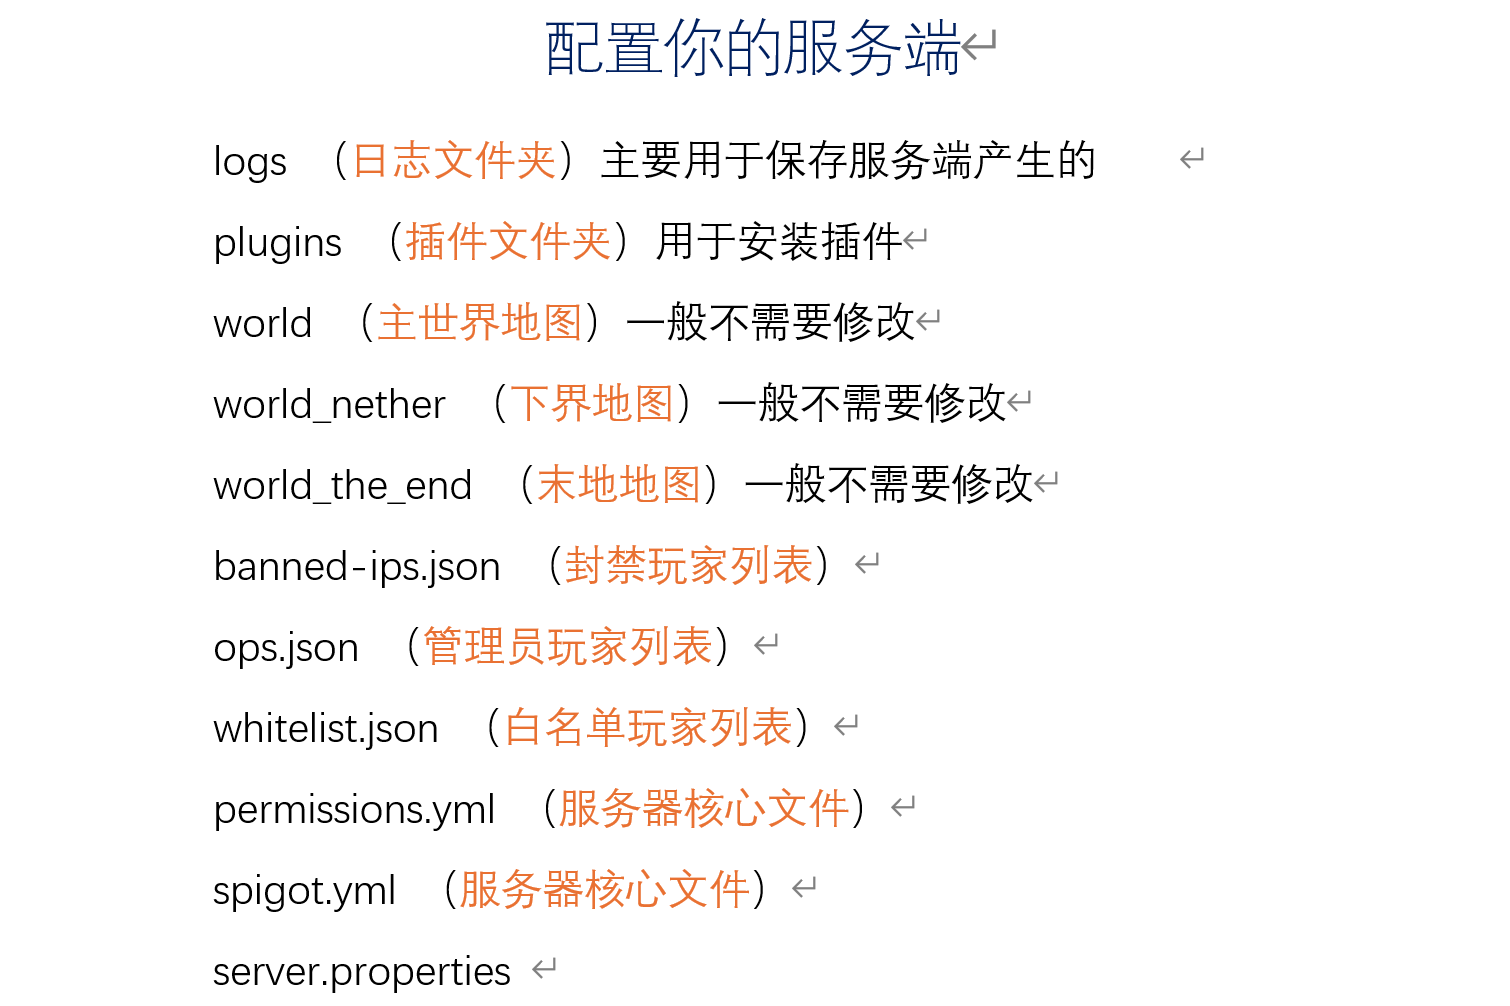 配置你的服务端
logs （日志文件夹）主要用于保存服务端产生的
plugins （插件文件夹）用于安装插件
world （主世界地图）一般不需要修改
world_nether （下界地图）一般不需要修改
world_the_end （末地地图）一般不需要修改
banned-ips.json （封禁玩家列表）
ops.json （管理员玩家列表）
whitelist.json （白名单玩家列表）
permissions.yml （服务器核心文件）
spigot.yml （服务器核心文件）
server.properties